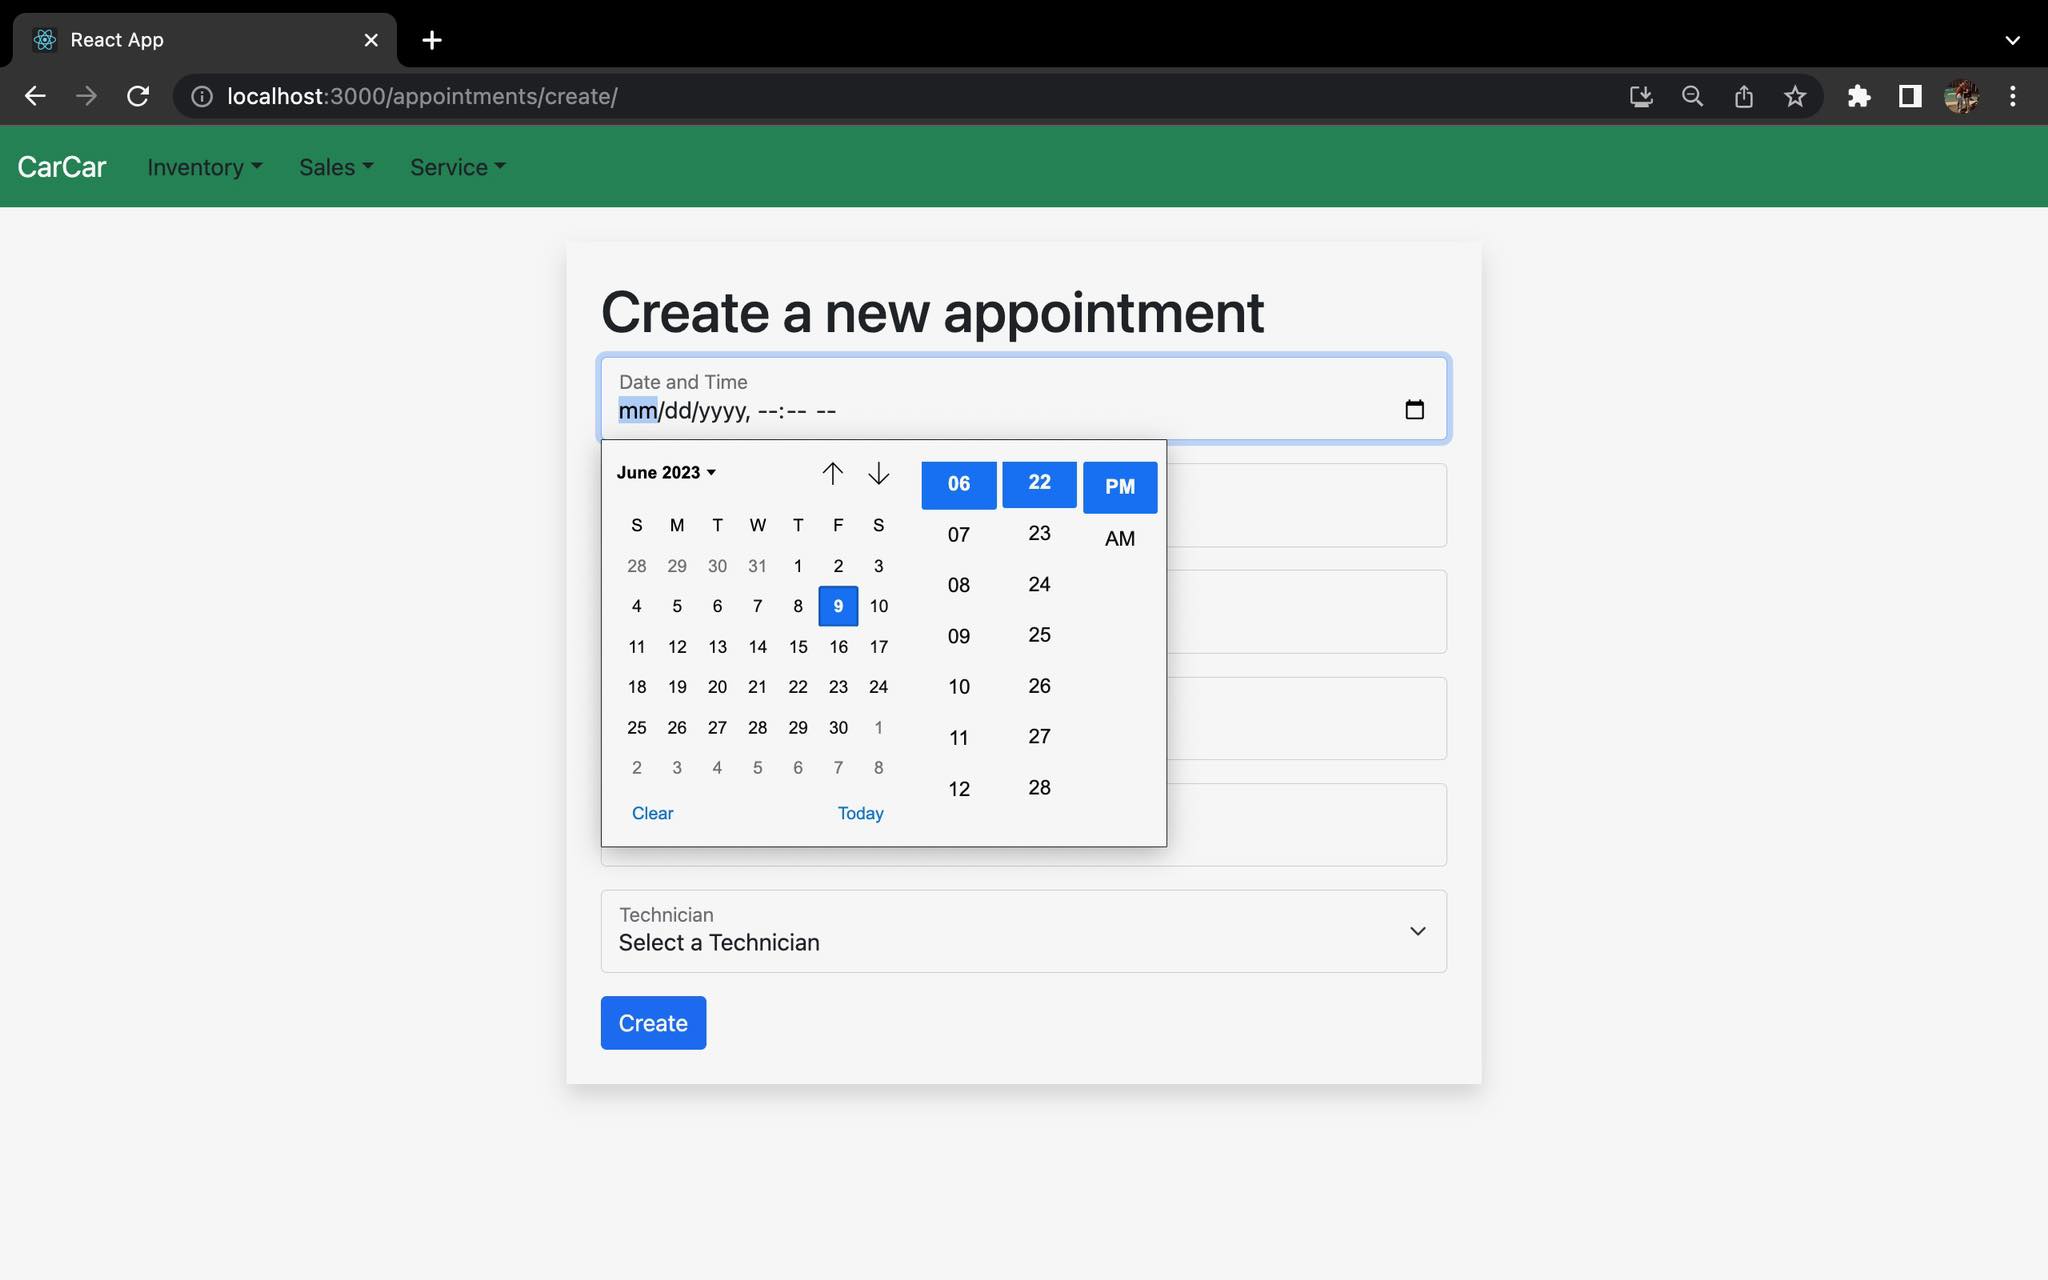 React App
localhost:3000/appointments/create/
CarCar Inventory Sales Service
Create a new appointment
Date and Time
mm/dd/yyyy, --:-- --
June 2023 06 22 PM
S M T W T F S 07 23 AM
28 29 30 31 1 2 3 08 24
4 5 6 7 8 9 10 09 25
11 12 13 14 15 16 17
18 19 20 21 22 23 24 10 26
25 26 27 28 29 30 1 11 27
2 3 4 5 6 7 8 12 28
Clear Today
Technician
Select a Technician
Create